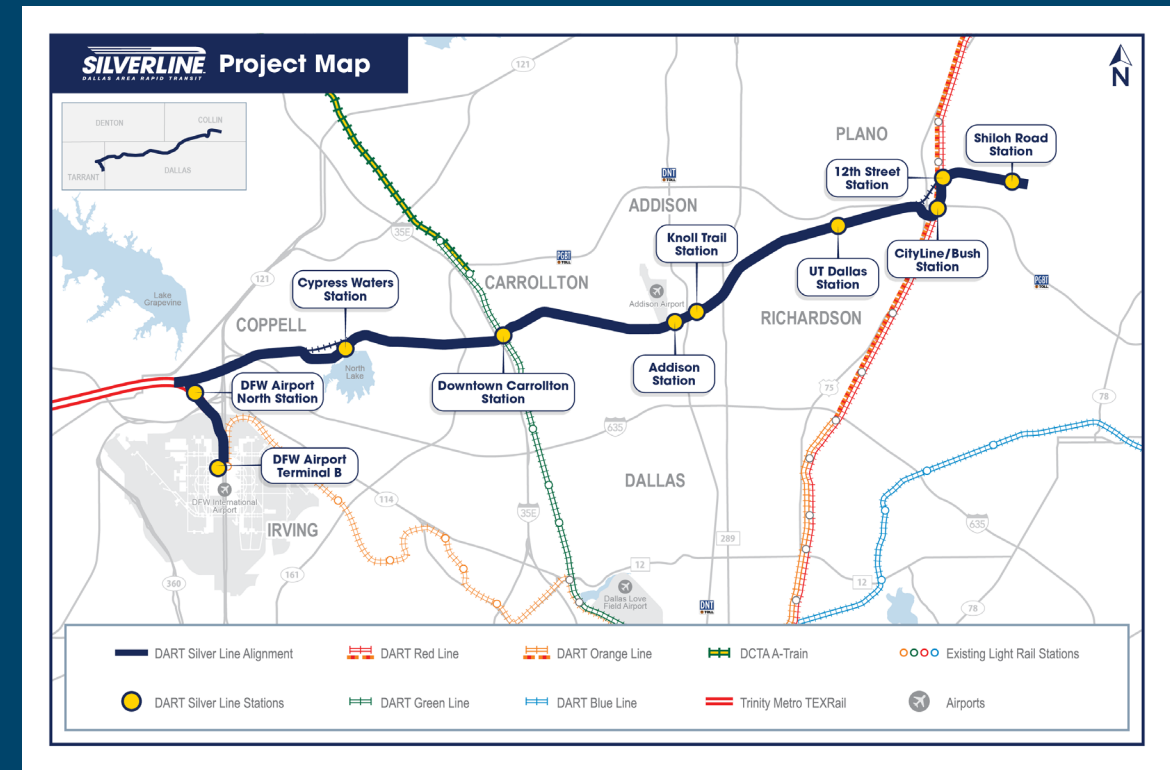 SILVERLINE
DALLAS AREA RAPID TRANSIT
Project Map
N
DENTON
COLLIN
TARRANT
DALLAS
121
PLANO
Shiloh Road
Station
12th Street
Station
DNT
TOLL
ADDISON
35E
Knoll Trail
Station
CityLine/Bush
Station
PGBT
TOLL
UT Dallas
Station
PGBT
TOLL
121
Cypress Waters
Station
CARROLLTON
Lake
Grapevine
Addison Airport
COPPELL
RICHARDSON
North
Lake
Addison
Station
DFW Airport
North Station
Downtown Carrollton
Station
75
78
635
DFW Airport
Terminal B
DALLAS
DFW International
Airport
114
35E
IRVING
635
289
12
12
360
161
Dallas Love
Field Airport
DNT
TOLL
78
DART Silver Line Alignment
DART Red Line
DART Orange Line
DCTA A-Train
Existing Light Rail Stations
DART Silver Line Stations
DART Green Line
DART Blue Line
Trinity Metro TEXRail
Airports